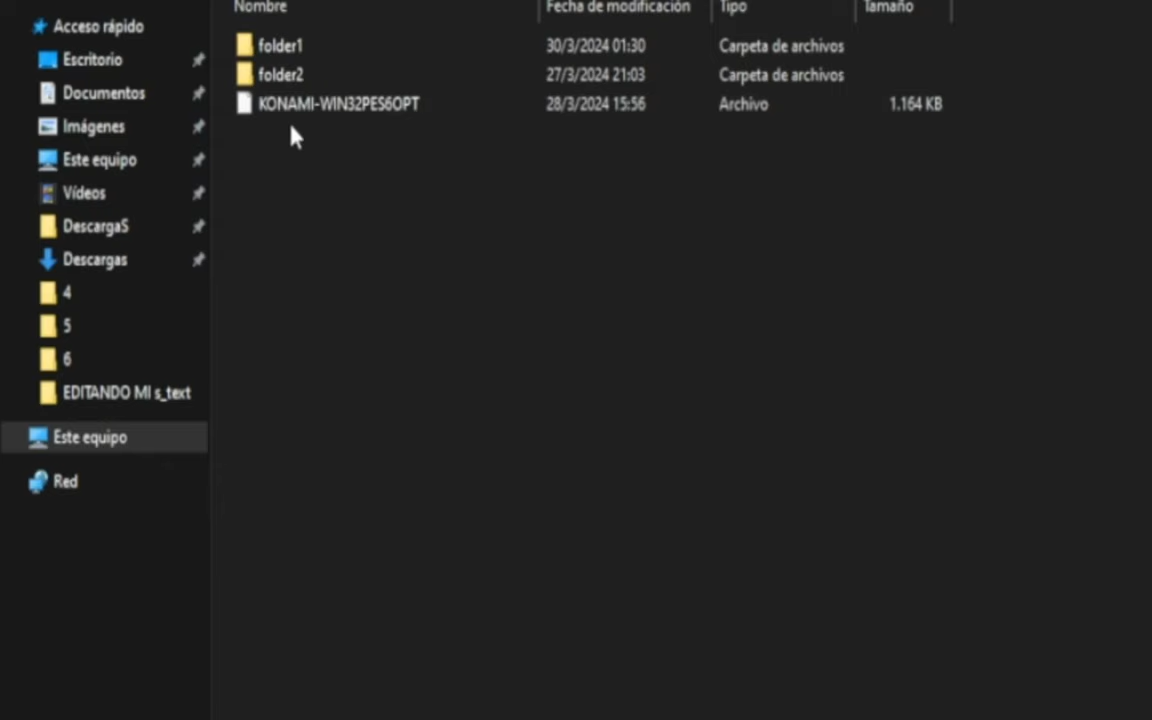 Nombre Fecha de modificación Tipo Tamaño
Acceso rápido
Escritorio
Documentos
Imágenes
Este equipo
Vídeos
DescargaS
Descargas
4
5
6
EDITANDO MI s_text
Este equipo
Red
folder1 30/3/2024 01:30 Carpeta de archivos
folder2 27/3/2024 21:03 Carpeta de archivos
KONAMI-WIN32PES6OPT 28/3/2024 15:56 Archivo 1.164 KB